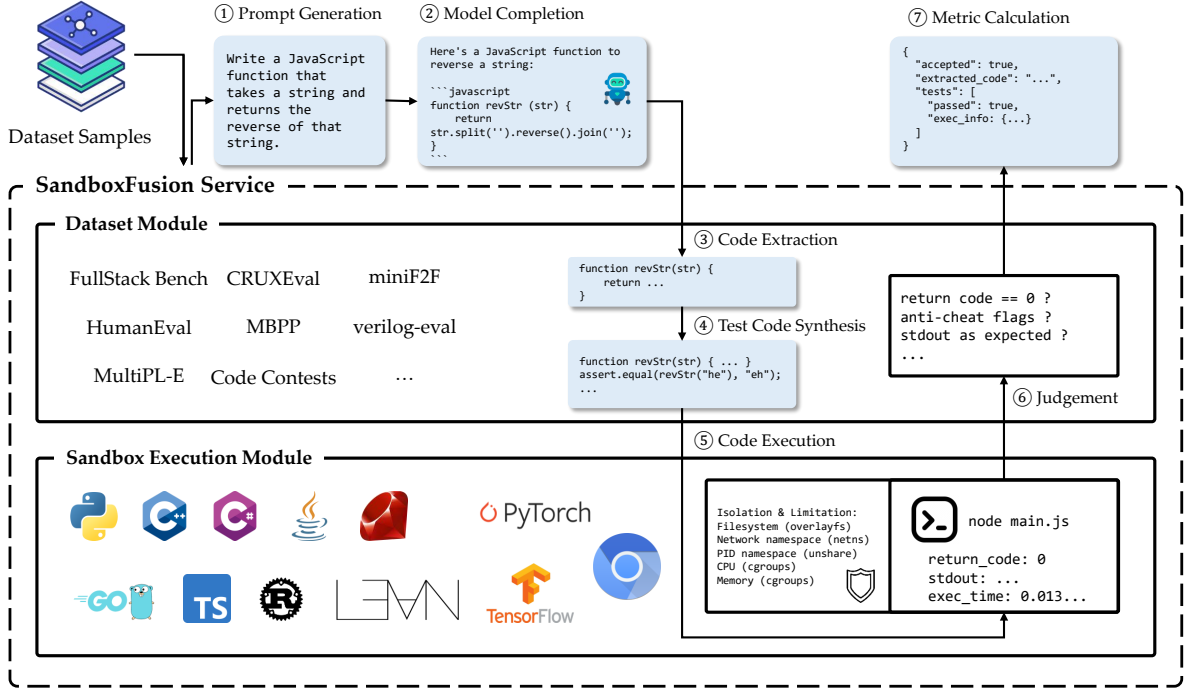 ① Prompt Generation
② Model Completion
⑦ Metric Calculation
Dataset Samples
Write a JavaScript
function that
takes a string and
returns the
reverse of that
string.
Here's a JavaScript function to
reverse a string:
```javascript
function revStr (str) {
    return
str.split('').reverse().join('');
}
```
{
  "accepted": true,
  "extracted_code": "...",
  "tests": [
    "passed": true,
    "exec_info: {...}
  ]
}
SandboxFusion Service
Dataset Module
FullStack Bench
CRUXEval
miniF2F
HumanEval
MBPP
verilog-eval
MultiPL-E
Code Contests
...
③ Code Extraction
function revStr(str) {
    return ...
}
④ Test Code Synthesis
function revStr(str) { ... }
assert.equal(revStr("he"), "eh");
...
return code == 0 ?
anti-cheat flags ?
stdout as expected ?
...
⑥ Judgement
⑤ Code Execution
Sandbox Execution Module
C++
C#
Java
PyTorch
GO
TS
R
LEAN
TensorFlow
Isolation & Limitation:
Filesystem (overlayfs)
Network namespace (netns)
PID namespace (unshare)
CPU (cgroups)
Memory (cgroups)
>_
node main.js
return_code: 0
stdout: ...
exec_time: 0.013...